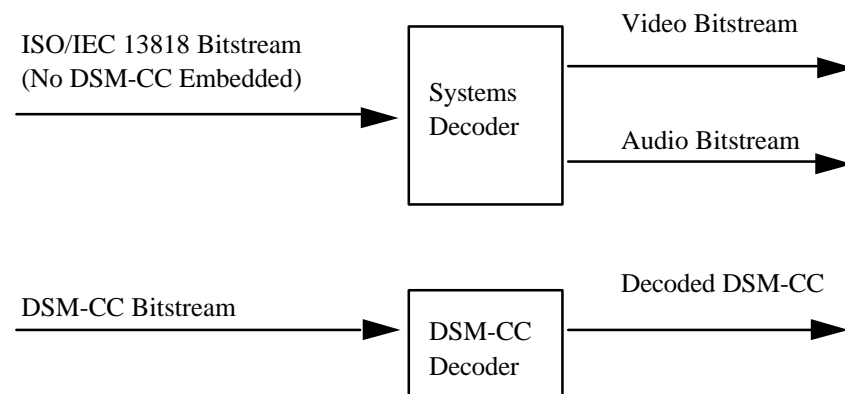 ISO/IEC 13818 Bitstream
(No DSM-CC Embedded)
Systems
Decoder
Video Bitstream
Audio Bitstream
DSM-CC Bitstream
DSM-CC
Decoder
Decoded DSM-CC